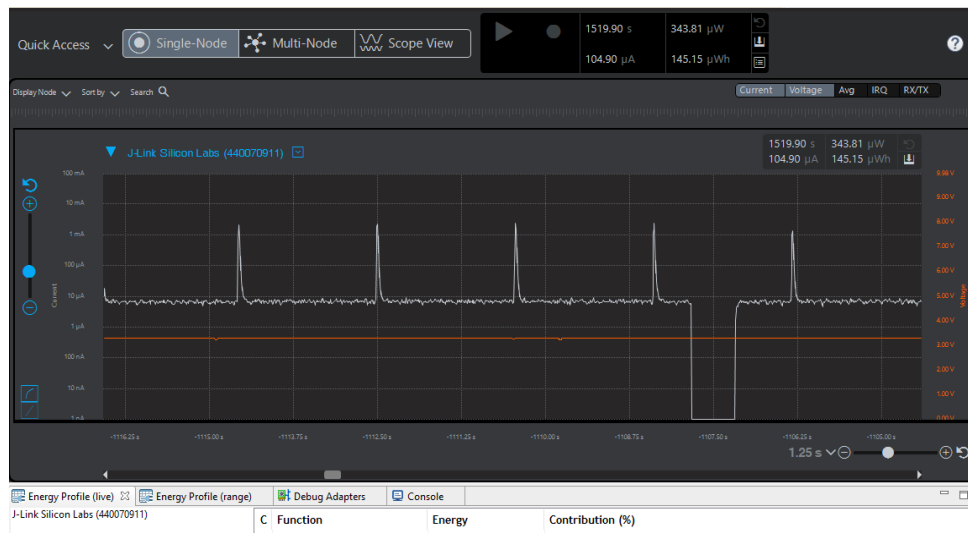 Quick Access Single-Node Multi-Node Scope View
1519.90 s 343.81 µW
104.90 µA 145.15 µWh
Display Node Sort by Search Current Voltage Avg IRQ RX/TX
J-Link Silicon Labs (440070911)
1519.90 s 343.81 µW
104.90 µA 145.15 µWh
100 mA 9.98 V
10 mA 9.00 V
8.00 V
1 mA 7.00 V
100 µA 6.00 V
10 µA 5.00 V
Current Voltage
1 µA 4.00 V
3.00 V
100 nA 2.00 V
10 nA 1.00 V
1 nA 0.00 V
-1116.25 s -1115.00 s -1113.75 s -1112.50 s -1111.25 s -1110.00 s -1108.75 s -1107.50 s -1106.25 s -1105.00 s
1.25 s
Energy Profile (live) Energy Profile (range) Debug Adapters Console
J-Link Silicon Labs (440070911) C Function Energy Contribution (%)